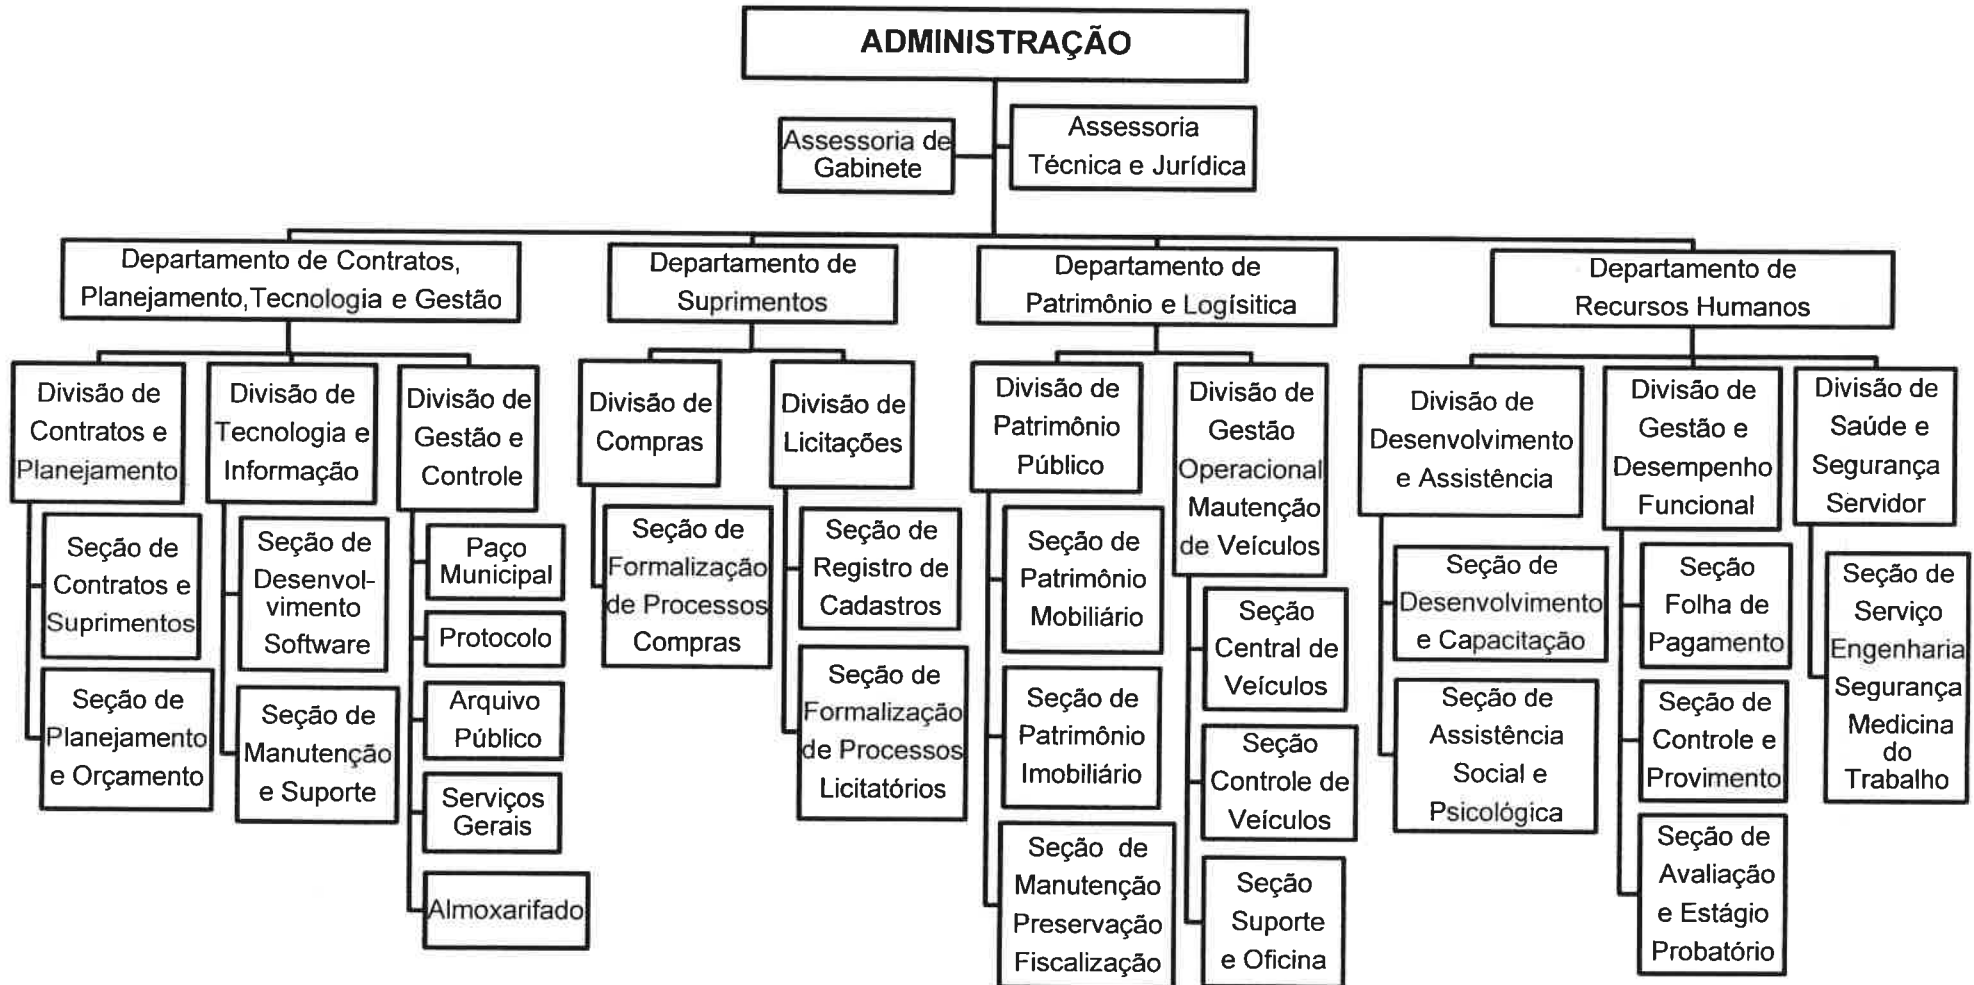 ADMINISTRAÇÃO
Assessoria de
Gabinete
Assessoria
Técnica e Jurídica
Departamento de Contratos,
Planejamento,Tecnologia e Gestão
Departamento de
Suprimentos
Departamento de
Patrimônio e Logísitica
Departamento de
Recursos Humanos
Divisão de
Contratos e
Planejamento
Divisão de
Tecnologia e
Informação
Divisão de
Gestão e
Controle
Divisão de
Compras
Divisão de
Licitações
Divisão de
Patrimônio
Público
Divisão de
Gestão
Operacional
Mautenção
de Veículos
Divisão de
Desenvolvimento
e Assistência
Divisão de
Gestão e
Desempenho
Funcional
Divisão de
Saúde e
Segurança
Servidor
Seção de
Contratos e
Suprimentos
Seção de
Planejamento
e Orçamento
Seção de
Desenvol-
vimento
Software
Seção de
Manutenção
e Suporte
Paço
Municipal
Protocolo
Arquivo
Público
Serviços
Gerais
Almoxarifado
Seção de
Formalização
de Processos
Compras
Seção de
Registro de
Cadastros
Seção de
Formalização
de Processos
Licitatórios
Seção de
Patrimônio
Mobiliário
Seção de
Patrimônio
Imobiliário
Seção de
Manutenção
Preservação
Fiscalização
Seção
Central de
Veículos
Seção
Controle de
Veículos
Seção
Suporte
e Oficina
Seção de
Desenvolvimento
e Capacitação
Seção de
Assistência
Social e
Psicológica
Seção
Folha de
Pagamento
Seção de
Controle e
Provimento
Seção de
Avaliação
e Estágio
Probatório
Seção de
Serviço
Engenharia
Segurança
Medicina
do
Trabalho